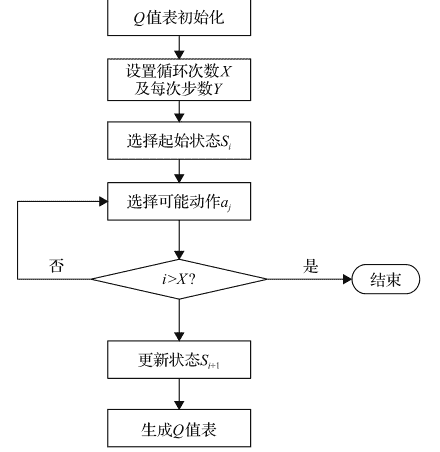 Q值表初始化
设置循环次数X
及每次步数Y
选择起始状态Si
选择可能动作aj
否
i>X?
是
结束
更新状态Si+1
生成Q值表